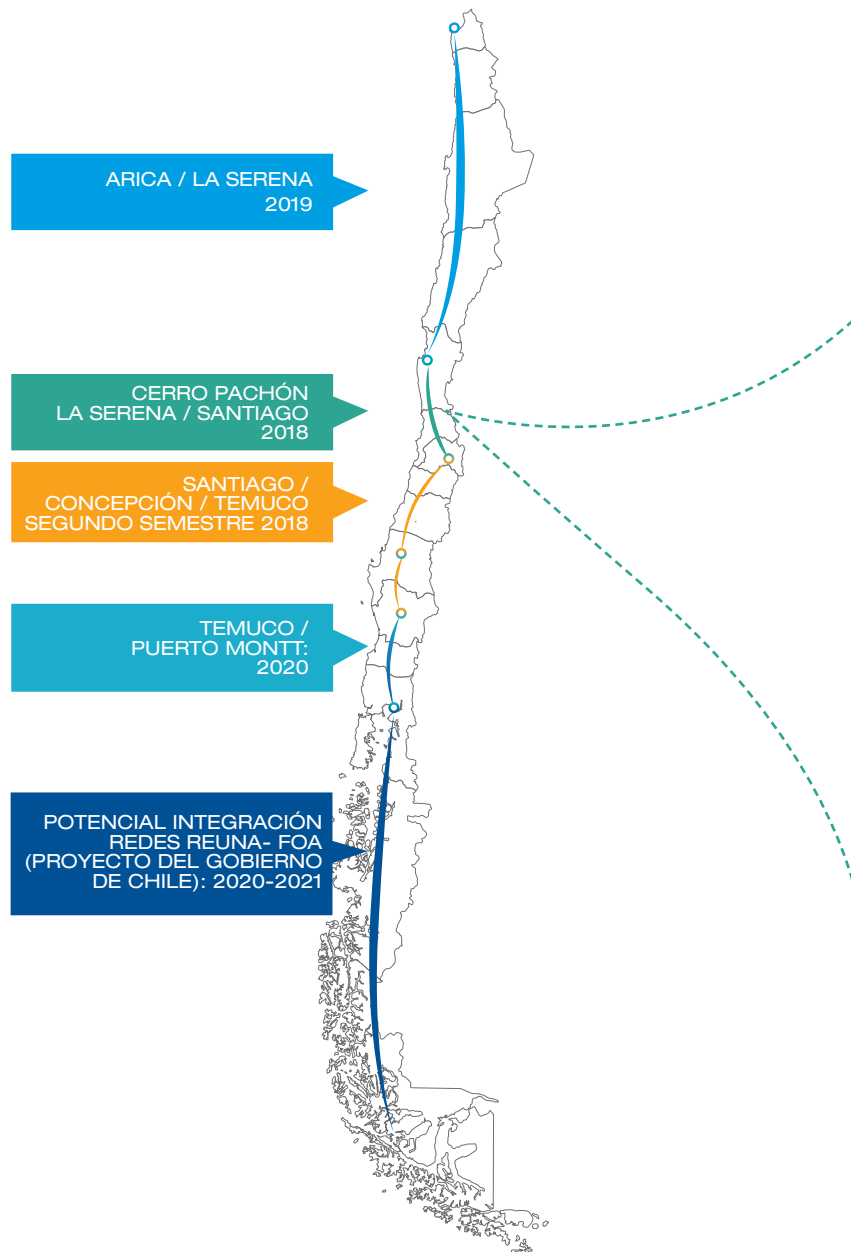 ARICA / LA SERENA
2019
CERRO PACHÓN
LA SERENA / SANTIAGO
2018
SANTIAGO /
CONCEPCIÓN / TEMUCO
SEGUNDO SEMESTRE 2018
TEMUCO /
PUERTO MONTT:
2020
POTENCIAL INTEGRACIÓN
REDES REUNA- FOA
(PROYECTO DEL GOBIERNO
DE CHILE): 2020-2021